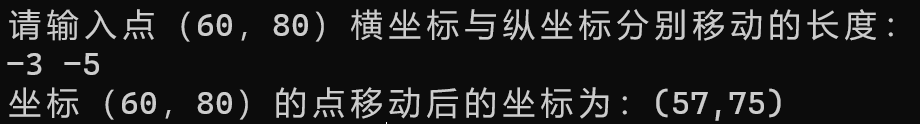 请输入点（60，80）横坐标与纵坐标分别移动的长度：
-3 -5
坐标（60，80）的点移动后的坐标为：(57,75)